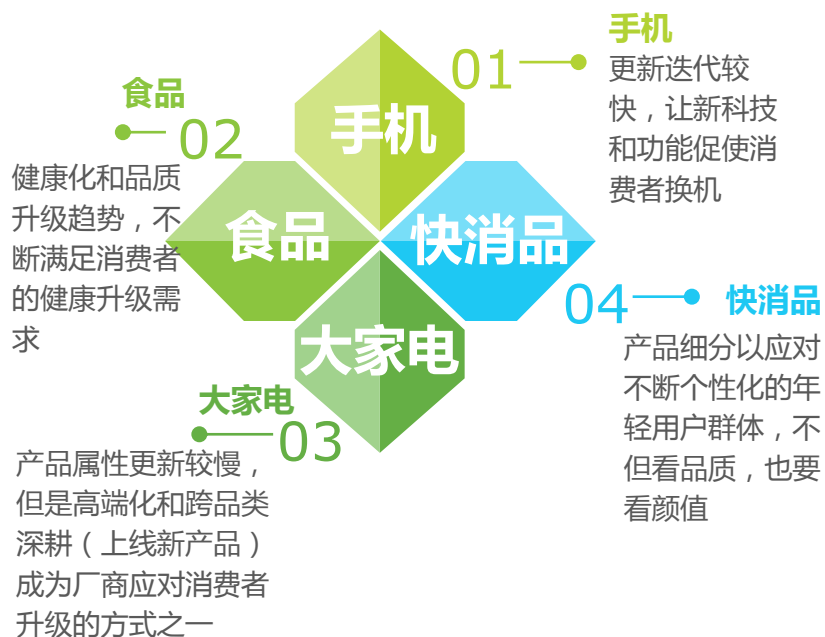 手机
食品
快消品
大家电
01
手机
更新迭代较
快，让新科技
和功能促使消
费者换机
食品
02
健康化和品质
升级趋势，不
断满足消费者
的健康升级需
求
大家电
03
产品属性更新较慢，
但是高端化和跨品类
深耕（上线新产品）
成为厂商应对消费者
升级的方式之一
04
快消品
产品细分以应对
不断个性化的年
轻用户群体，不
但看品质，也要
看颜值